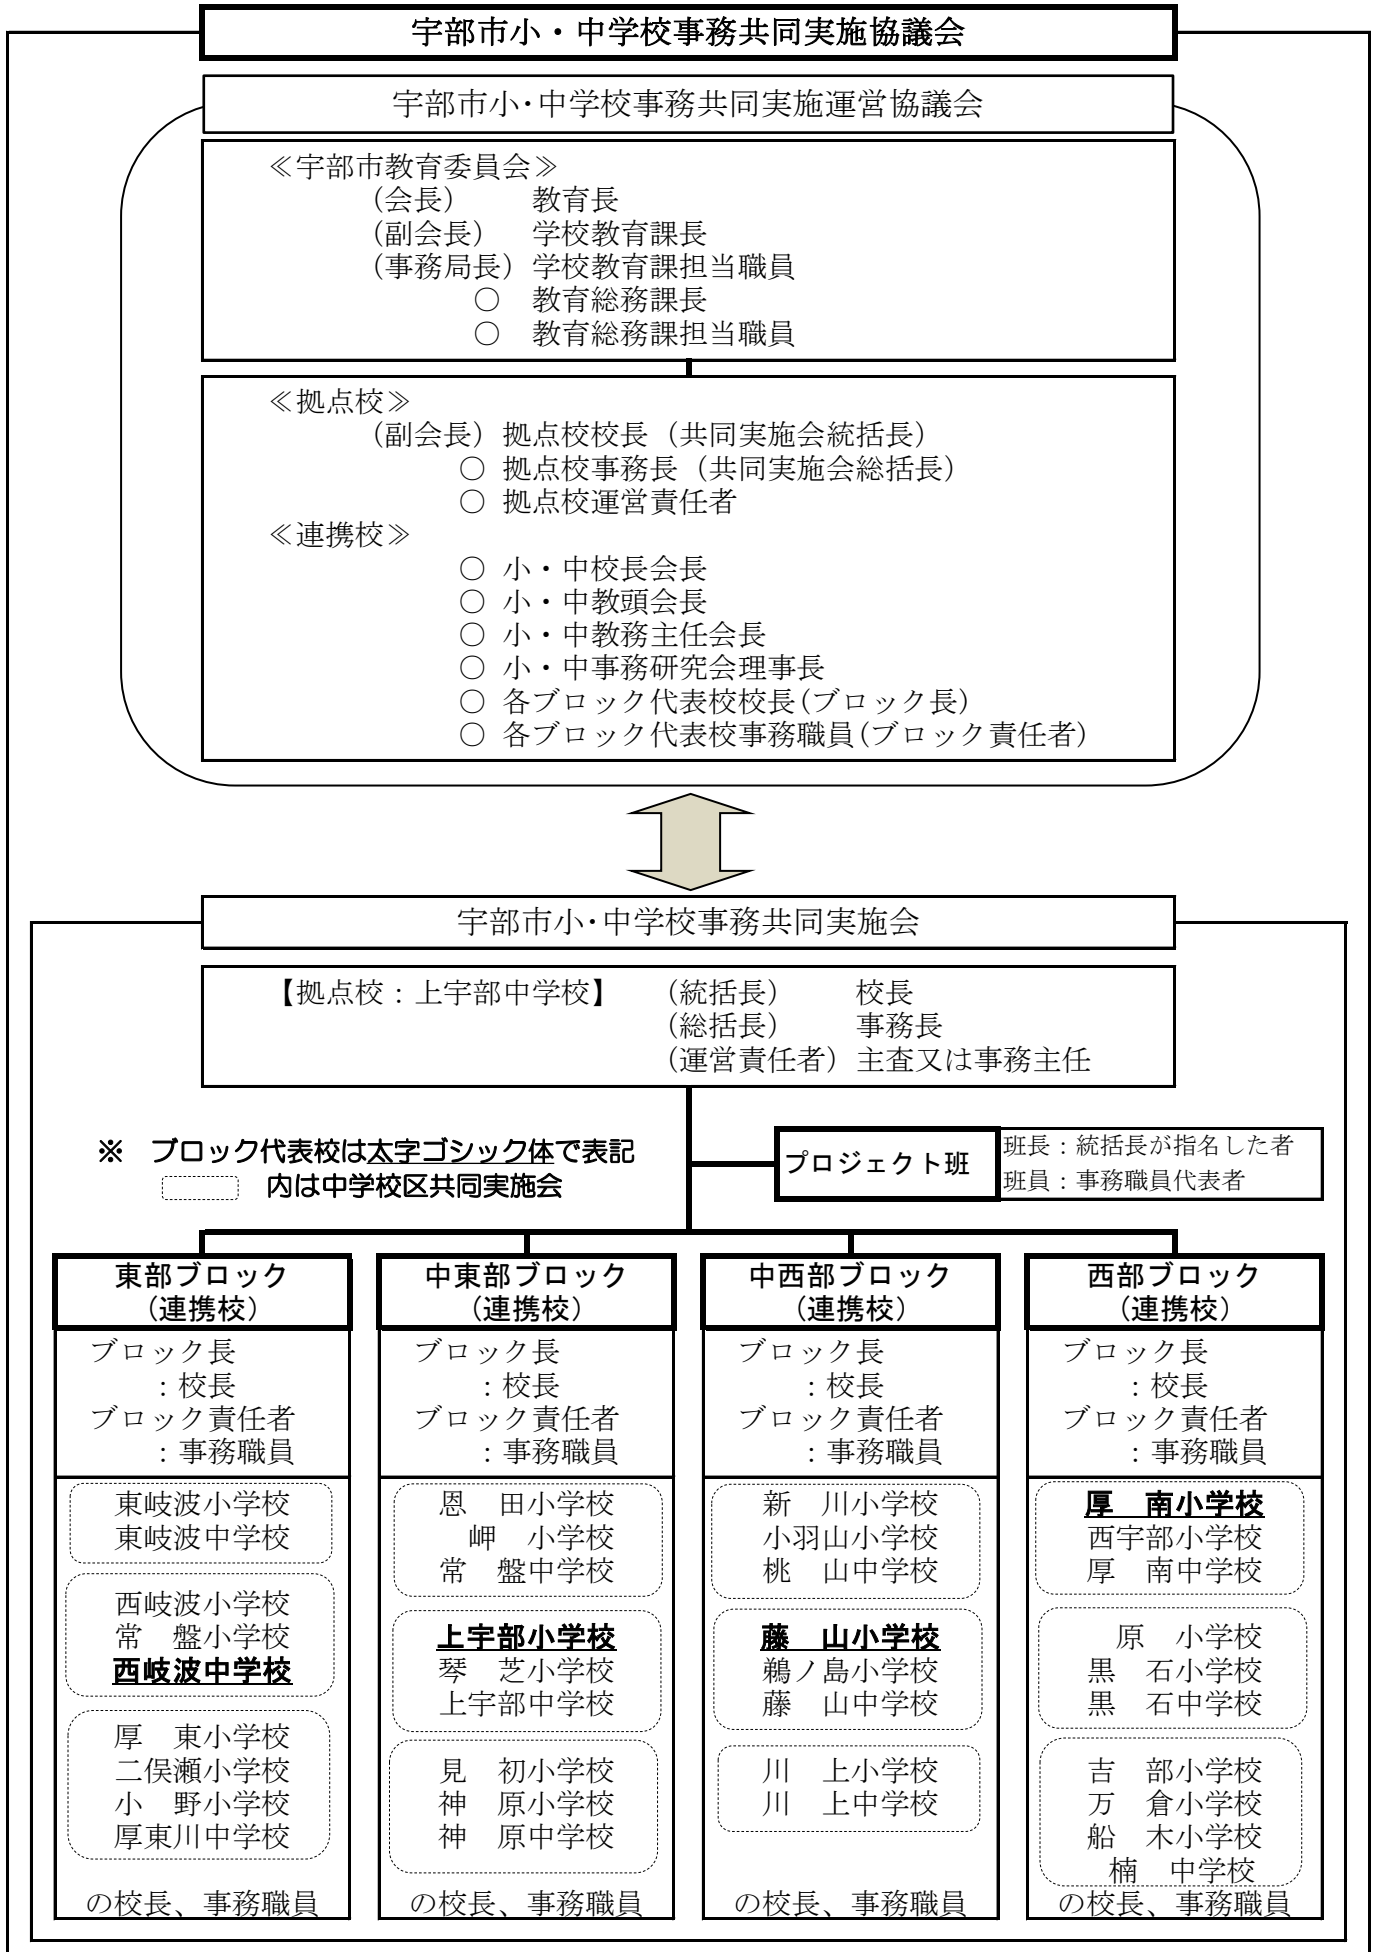 宇部市小・中学校事務共同実施協議会
宇部市小・中学校事務共同実施運営協議会
≪宇部市教育委員会≫
（会長）　教育長
（副会長）　学校教育課長
（事務局長）学校教育課担当職員
○　教育総務課長
○　教育総務課担当職員
≪拠点校≫
（副会長）拠点校校長（共同実施会統括長）
○ 拠点校事務長（共同実施会総括長）
○ 拠点校運営責任者
≪連携校≫
○ 小・中校長会長
○ 小・中教頭会長
○ 小・中教務主任会長
○ 小・中事務研究会理事長
○ 各ブロック代表校校長(ブロック長)
○ 各ブロック代表校事務職員(ブロック責任者)
宇部市小・中学校事務共同実施会
【拠点校：上宇部中学校】　（統括長）　校長
（総括長）　事務長
（運営責任者）主査又は事務主任
※　ブロック代表校は太字ゴシック体で表記
内は中学校区共同実施会
プロジェクト班
班長：統括長が指名した者
班員：事務職員代表者
東部ブロック
（連携校）
ブロック長
：校長
ブロック責任者
：事務職員
東岐波小学校
東岐波中学校
西岐波小学校
常　盤小学校
西岐波中学校
厚　東小学校
二俣瀬小学校
小　野小学校
厚東川中学校
の校長、事務職員
中東部ブロック
（連携校）
ブロック長
：校長
ブロック責任者
：事務職員
恩　田小学校
岬　小学校
常　盤中学校
上宇部小学校
琴　芝小学校
上宇部中学校
見　初小学校
神　原小学校
神　原中学校
の校長、事務職員
中西部ブロック
（連携校）
ブロック長
：校長
ブロック責任者
：事務職員
新　川小学校
小羽山小学校
桃　山中学校
藤　山小学校
鵜ノ島小学校
藤　山中学校
川　上小学校
川　上中学校
の校長、事務職員
西部ブロック
（連携校）
ブロック長
：校長
ブロック責任者
：事務職員
厚　南小学校
西宇部小学校
厚　南中学校
原　小学校
黒　石小学校
黒　石中学校
吉　部小学校
万　倉小学校
船　木小学校
楠　中学校
の校長、事務職員